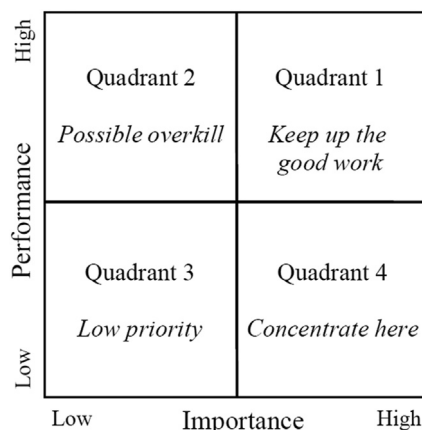 High
Quadrant 2
Quadrant 1
Possible overkill
Keep up the
good work
Performance
Quadrant 3
Quadrant 4
Low priority
Concentrate here
Low
Low
Importance
High